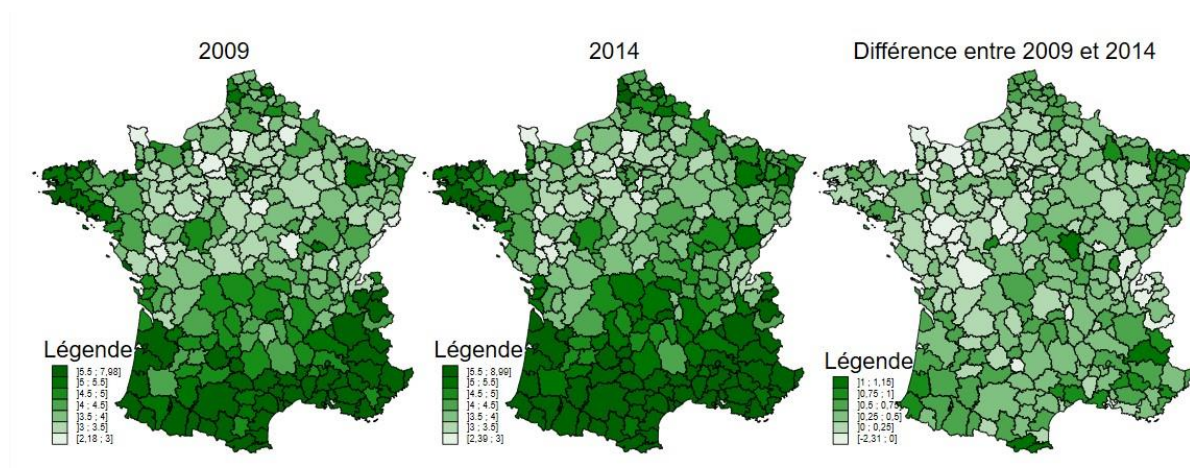 2009
2014
Différence entre 2009 et 2014
Légende
]5.5 ; 7,98]
]5 ; 5.5]
]4.5 ; 5]
]4 ; 4.5]
]3.5 ; 4]
]3 ; 3.5]
[2,18 ; 3]
Légende
]5.5 ; 8,99]
]5 ; 5.5]
]4.5 ; 5]
]4 ; 4.5]
]3.5 ; 4]
]3 ; 3.5]
[2,39 ; 3]
Légende
]1 ; 1,15]
]0.75 ; 1]
]0.5 ; 0,75]
]0,25 ; 0,5]
]0 ; 0,25]
[-2,31 ; 0]